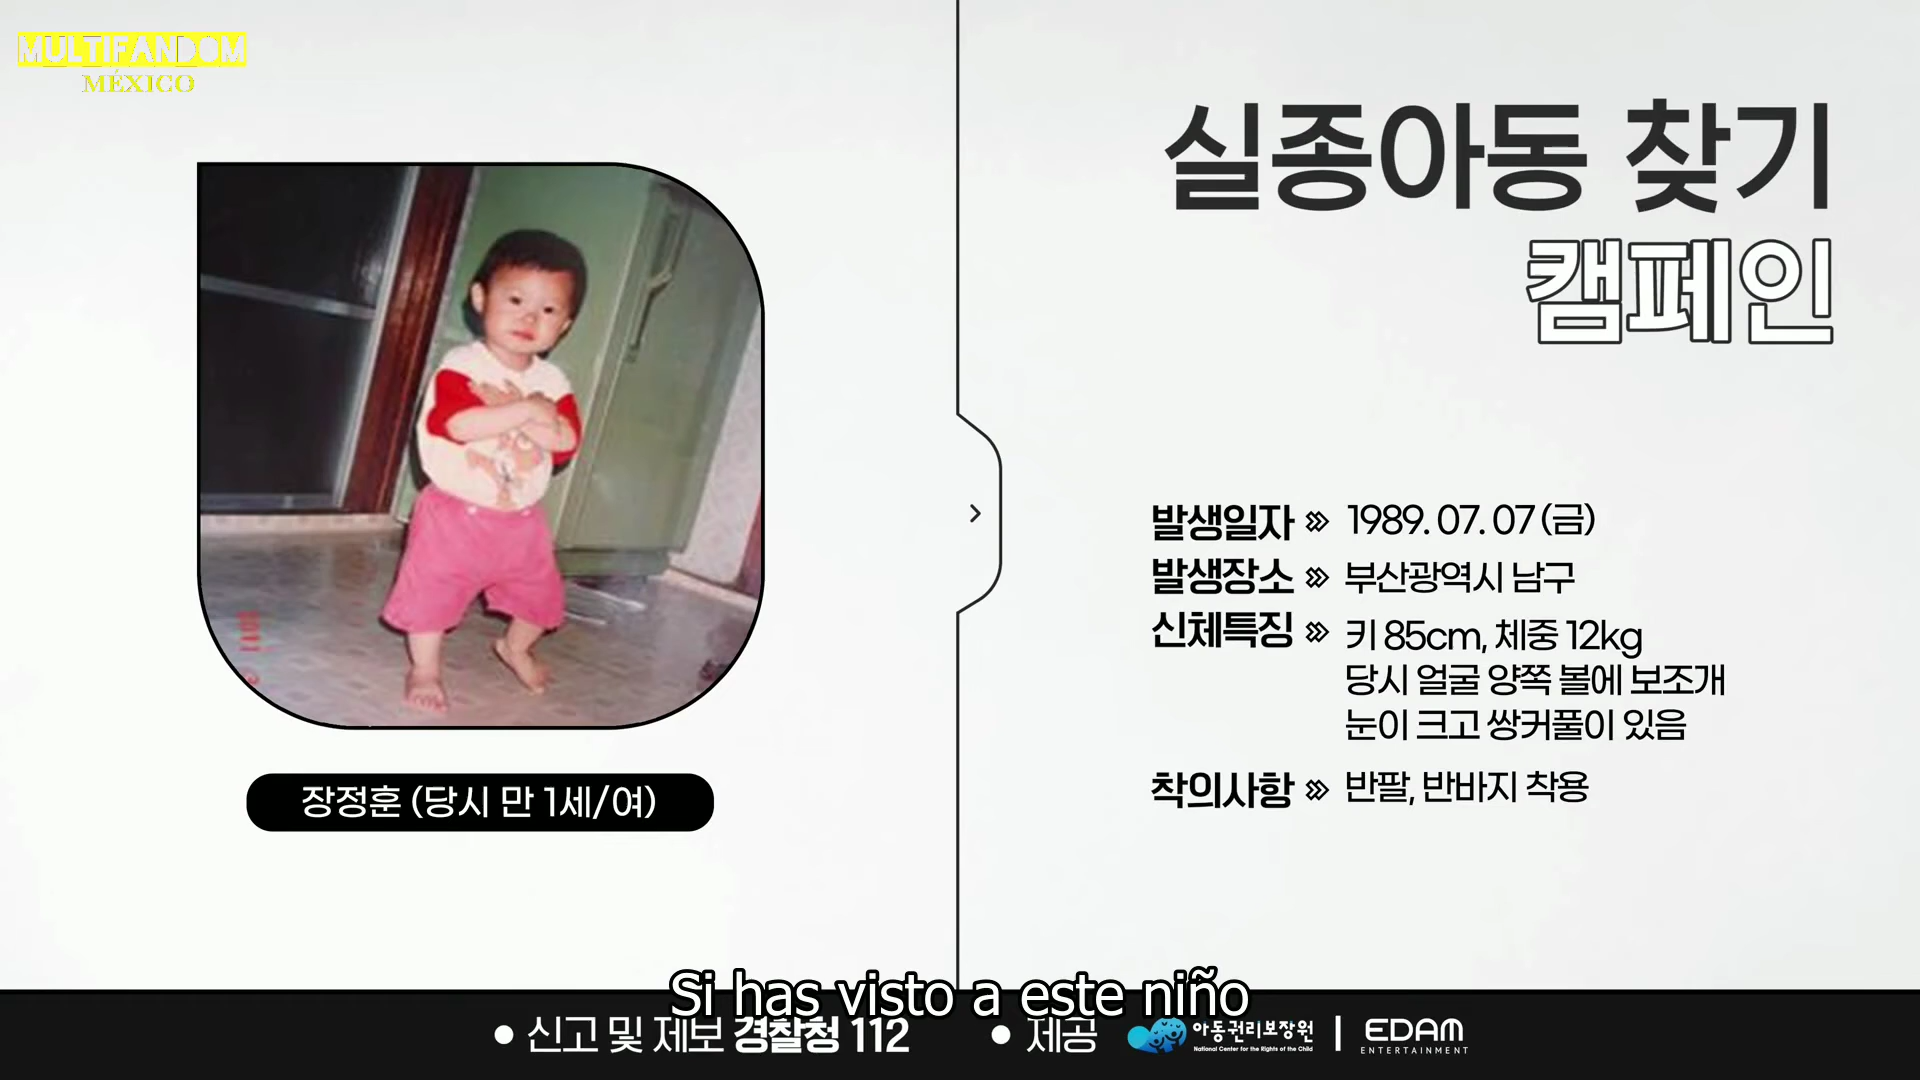 MULTIFANDOM
MÉXICO
실종아동 찾기
캠페인
장정훈 (당시 만 1세/여)
발생일자 1989. 07. 07 (금)
발생장소 부산광역시 남구
신체특징 키 85cm, 체중 12kg
당시 얼굴 양쪽 볼에 보조개
눈이 크고 쌍커풀이 있음
착의사항 반팔, 반바지 착용
Si has visto a este niño
• 신고 및 제보 경찰청 112 • 제공 아동권리보장원 | EDAM
National Center for the Rights of the Child ENTERTAINMENT